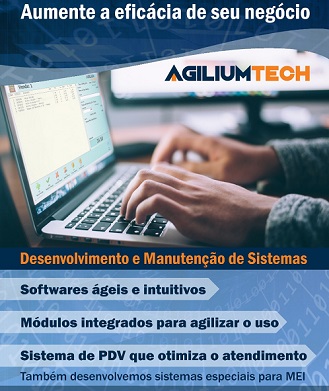 Aumente a eficácia de seu negócio
AGILIUMTECH
Desenvolvimento e Manutenção de Sistemas
Softwares ágeis e intuitivos
Módulos integrados para agilizar o uso
Sistema de PDV que otimiza o atendimento
Também desenvolvemos sistemas especiais para MEI